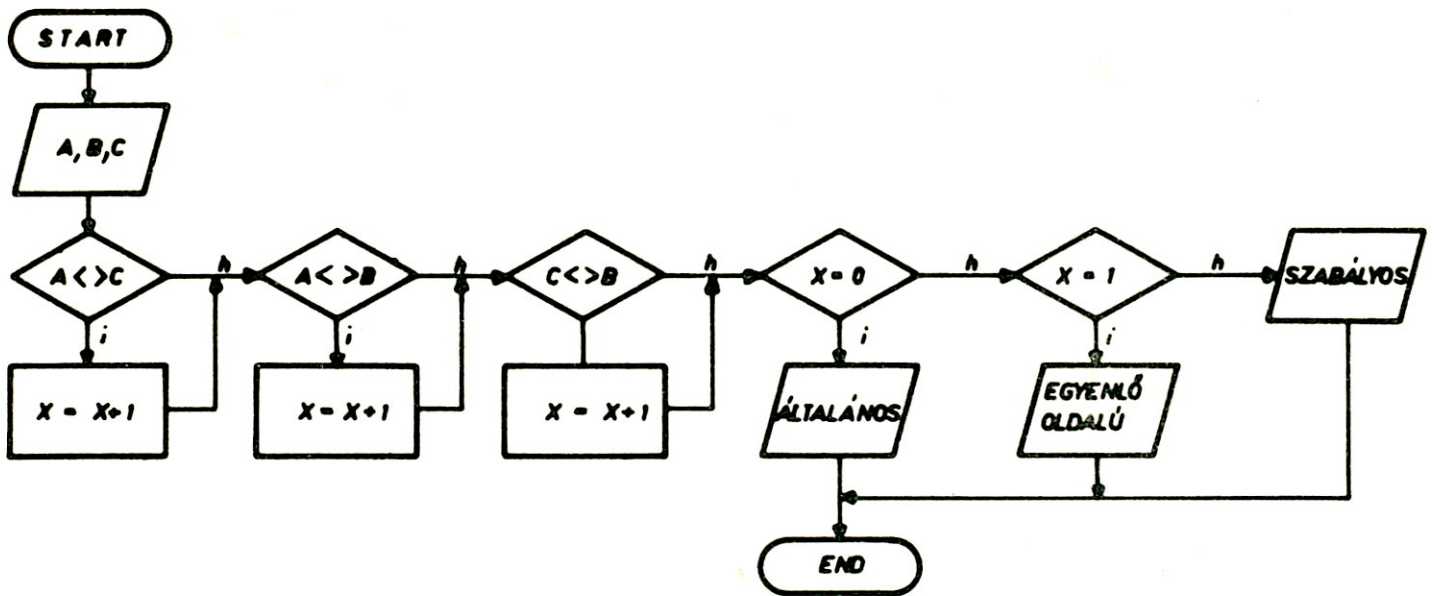 START
A, B, C
A < > C
h
A < > B
h
C < > B
h
X = 0
h
X = 1
h
SZABÁLYOS
i
i
i
i
X = X+1
X = X+1
X = X+1
ÁLTALÁNOS
EGYENLŐ
OLDALÚ
END